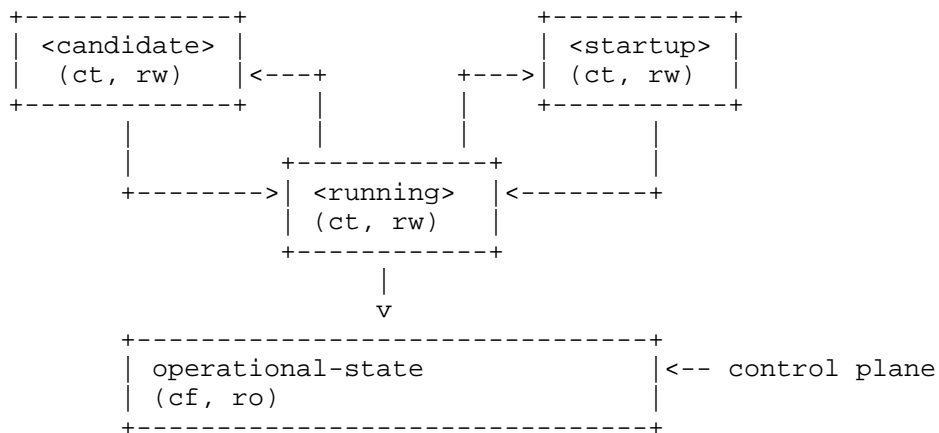 <candidate> <startup>
(ct, rw) (ct, rw)
<running>
(ct, rw)
operational-state <-- control plane
(cf, ro)